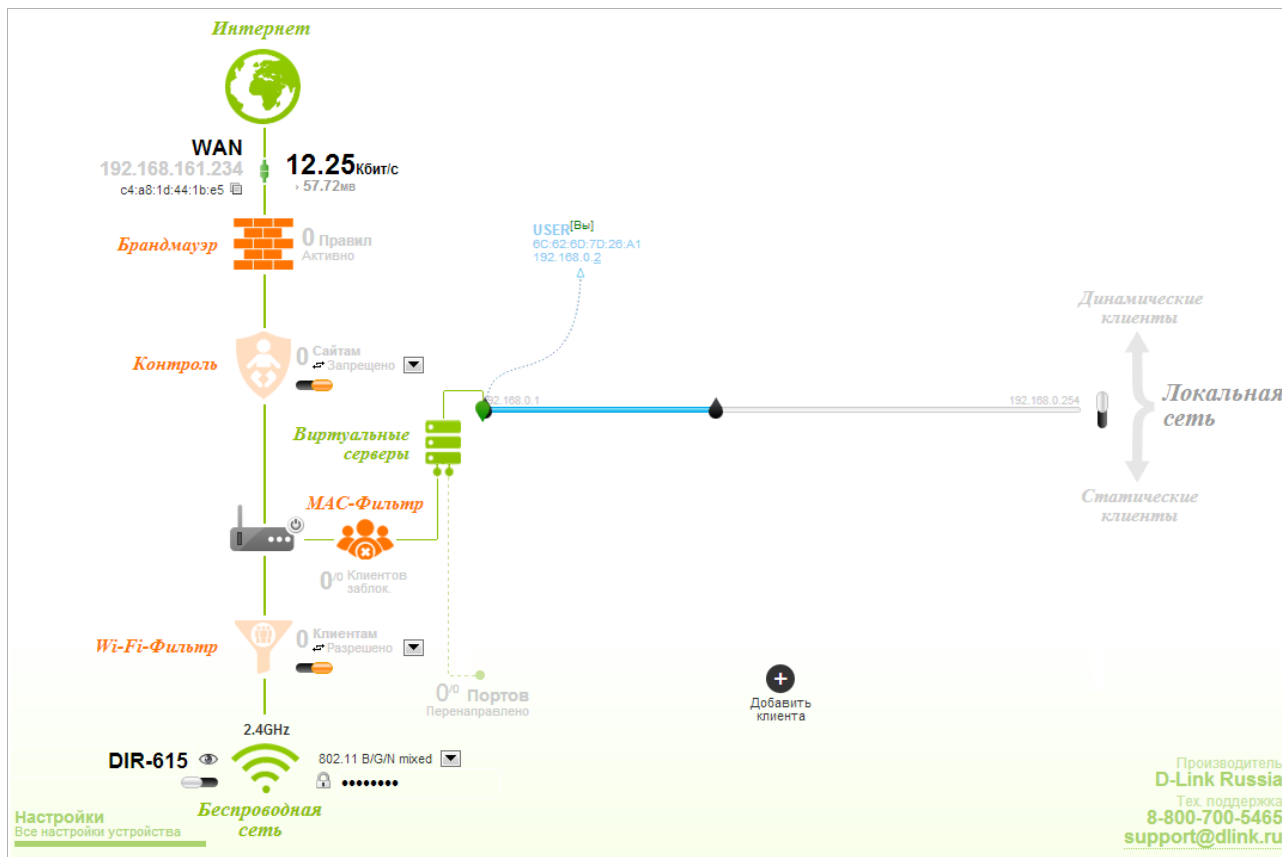 Интернет
WAN
192.168.161.234
c4:a8:1d:44:1b:e5
12.25Кбит/с
57.72мв
Брандмауэр
0 Правил
Активно
USER[Вы]
6C:62:6D:7D:26:A1
192.168.0.2
Контроль
0 Сайтам
Запрещено
92.168.0.1
192.168.0.254
Динамические
клиенты
Локальная
сеть
Статические
клиенты
Виртуальные
серверы
MAC-Фильтр
0/0 Клиентов
заблок.
Wi-Fi-Фильтр
0 Клиентам
Разрешено
0/0 Портов
Перенаправлено
Добавить
клиента
2.4GHz
DIR-615
802.11 B/G/N mixed
••••••••
Беспроводная
сеть
Настройки
Все настройки устройства
Производитель
D-Link Russia
Тех. поддержка
8-800-700-5465
support@dlink.ru